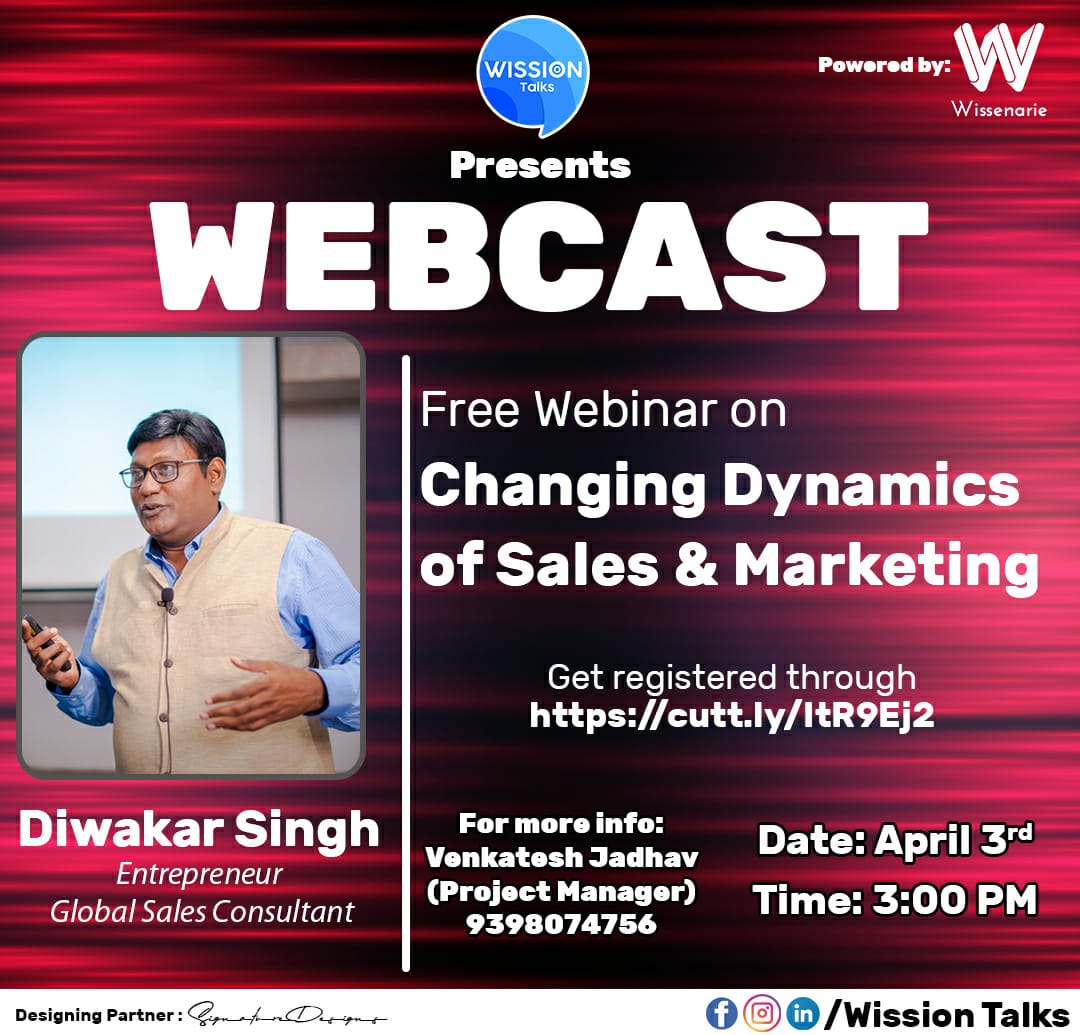 WISSION
Talks
Powered by:
Wissenarie
Presents
WEBCAST
Free Webinar on
Changing Dynamics
of Sales & Marketing
Get registered through
https://cutt.ly/ItR9Ej2
Diwakar Singh
Entrepreneur
Global Sales Consultant
For more info:
Venkatesh Jadhav
(Project Manager)
9398074756
Date: April 3rd
Time: 3:00 PM
Designing Partner : Signature Designs
/Wission Talks